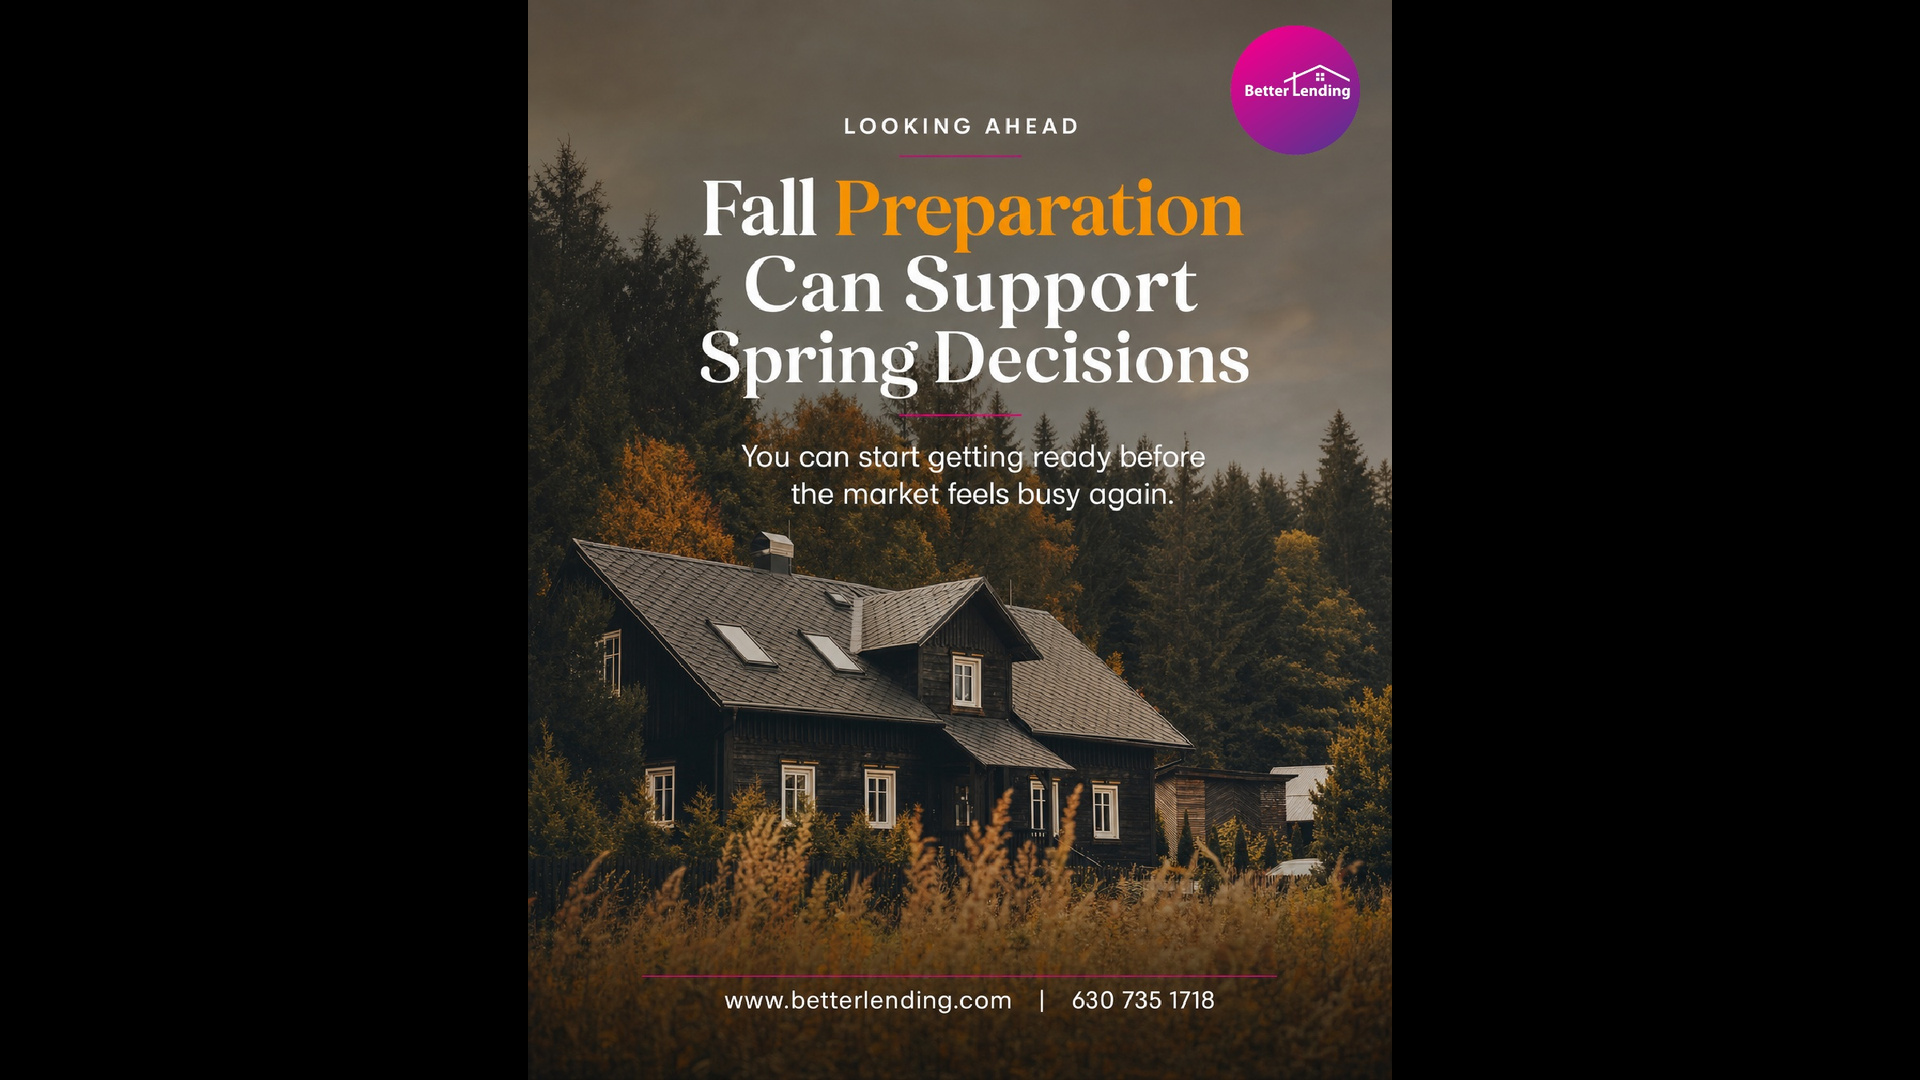 Better Lending
LOOKING AHEAD
Fall Preparation
Can Support
Spring Decisions
You can start getting ready before
the market feels busy again.
www.betterlending.com | 630 735 1718